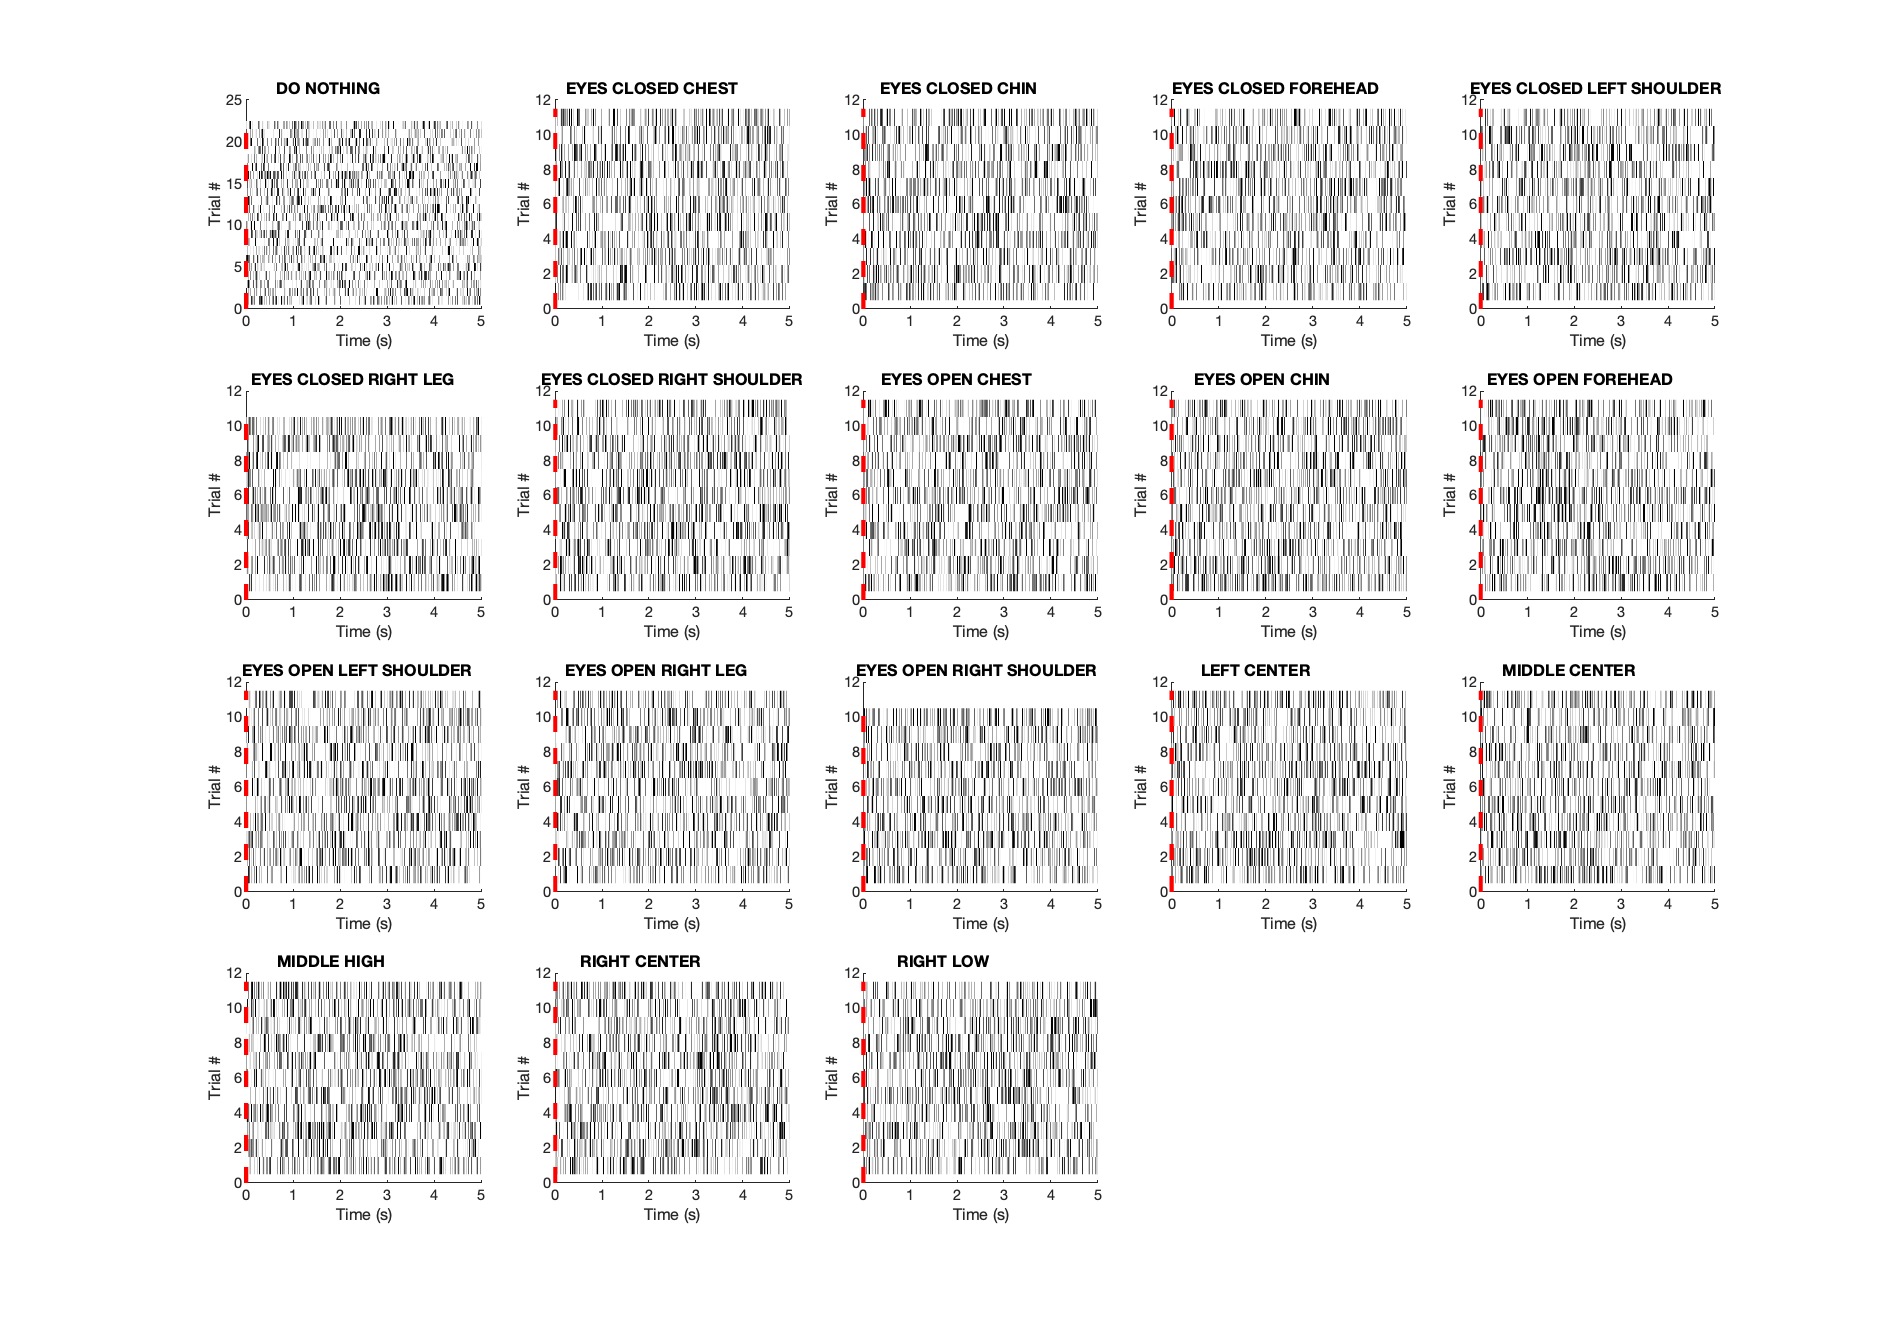 DO NOTHING
25
20
15
10
5
0
Trial #
0 1 2 3 4 5
Time (s)
EYES CLOSED CHEST
12
10
8
6
4
2
0
Trial #
0 1 2 3 4 5
Time (s)
EYES CLOSED CHIN
12
10
8
6
4
2
0
Trial #
0 1 2 3 4 5
Time (s)
EYES CLOSED FOREHEAD
12
10
8
6
4
2
0
Trial #
0 1 2 3 4 5
Time (s)
EYES CLOSED LEFT SHOULDER
12
10
8
6
4
2
0
Trial #
0 1 2 3 4 5
Time (s)
EYES CLOSED RIGHT LEG
12
10
8
6
4
2
0
Trial #
0 1 2 3 4 5
Time (s)
EYES CLOSED RIGHT SHOULDER
12
10
8
6
4
2
0
Trial #
0 1 2 3 4 5
Time (s)
EYES OPEN CHEST
12
10
8
6
4
2
0
Trial #
0 1 2 3 4 5
Time (s)
EYES OPEN CHIN
12
10
8
6
4
2
0
Trial #
0 1 2 3 4 5
Time (s)
EYES OPEN FOREHEAD
12
10
8
6
4
2
0
Trial #
0 1 2 3 4 5
Time (s)
EYES OPEN LEFT SHOULDER
12
10
8
6
4
2
0
Trial #
0 1 2 3 4 5
Time (s)
EYES OPEN RIGHT LEG
12
10
8
6
4
2
0
Trial #
0 1 2 3 4 5
Time (s)
EYES OPEN RIGHT SHOULDER
12
10
8
6
4
2
0
Trial #
0 1 2 3 4 5
Time (s)
LEFT CENTER
12
10
8
6
4
2
0
Trial #
0 1 2 3 4 5
Time (s)
MIDDLE CENTER
12
10
8
6
4
2
0
Trial #
0 1 2 3 4 5
Time (s)
MIDDLE HIGH
12
10
8
6
4
2
0
Trial #
0 1 2 3 4 5
Time (s)
RIGHT CENTER
12
10
8
6
4
2
0
Trial #
0 1 2 3 4 5
Time (s)
RIGHT LOW
12
10
8
6
4
2
0
Trial #
0 1 2 3 4 5
Time (s)